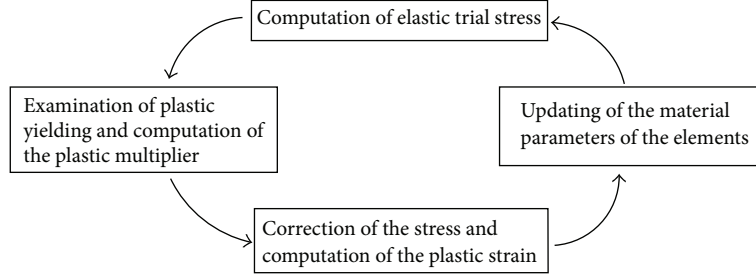 Computation of elastic trial stress
Examination of plastic
yielding and computation of
the plastic multiplier
Updating of the material
parameters of the elements
Correction of the stress and
computation of the plastic strain